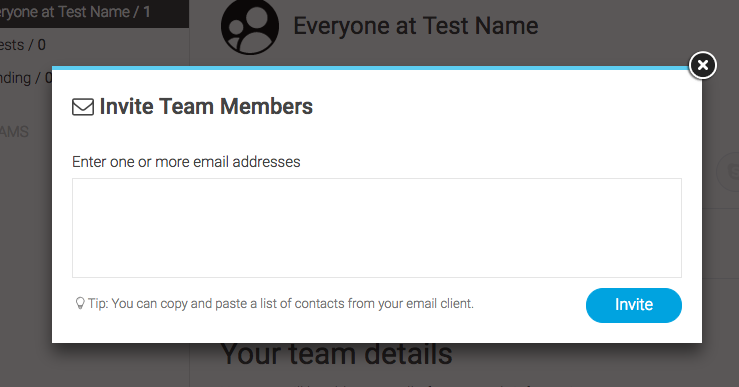 eryone at Test Name / 1
Everyone at Test Name
ests / 0
nding / 0
AMS
Invite Team Members
Enter one or more email addresses
Tip: You can copy and paste a list of contacts from your email client.
Invite
Your team details